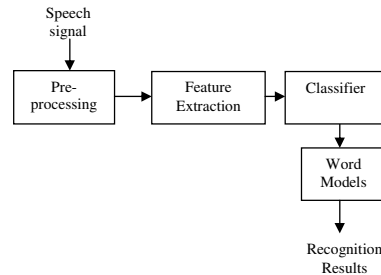 Speech
signal
Pre-
processing
Feature
Extraction
Classifier
Word
Models
Recognition
Results